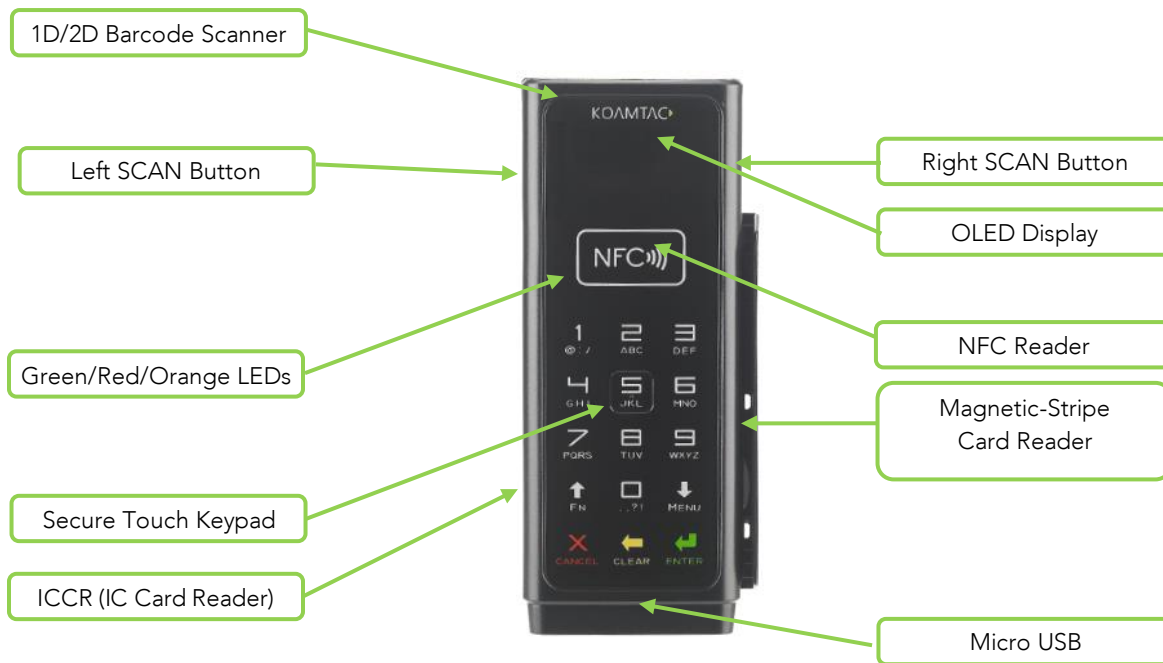 1D/2D Barcode Scanner
KOAMTAC
Left SCAN Button
Right SCAN Button
OLED Display
NFC
Green/Red/Orange LEDs
NFC Reader
1 2 3
@:/ ABC DEF
4 5 6
GHI JKL MNO
Magnetic-Stripe
Card Reader
7 8 9
PQRS TUV WXYZ
Secure Touch Keypad
0
FN ..?! MENU
CANCEL CLEAR ENTER
ICCR (IC Card Reader)
Micro USB